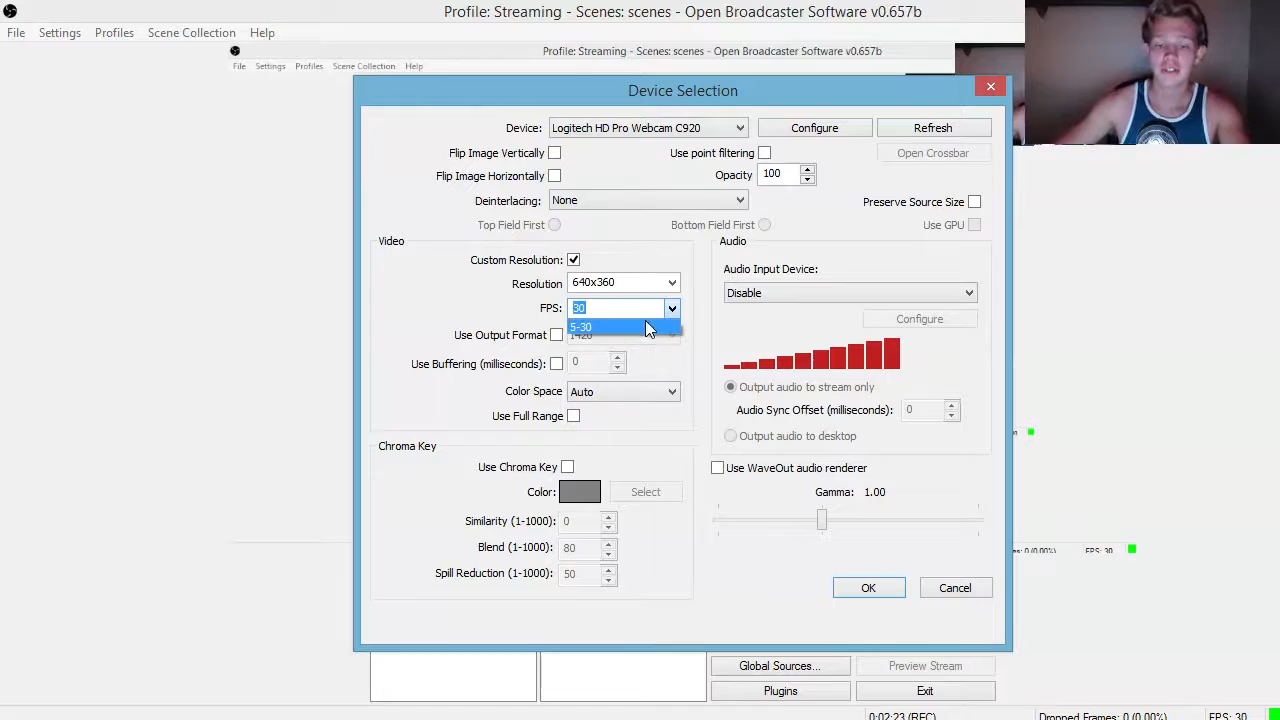 Profile: Streaming - Scenes: scenes - Open Broadcaster Software v0.657b
File Settings Profiles Scene Collection Help
Profile: Streaming - Scenes: scenes - Open Broadcaster Software v0.657b
File Settings Profiles Scene Collection Help
Device Selection
Device: Logitech HD Pro Webcam C920 Configure Refresh
Flip Image Vertically Use point filtering Open Crossbar
Flip Image Horizontally Opacity 100
Deinterlacing: None Preserve Source Size
Top Field First Bottom Field First Use GPU
Video Audio
Custom Resolution:
Audio Input Device:
Resolution 640x360
Disable
FPS: 30
Configure
5-30
Use Output Format
Use Buffering (milliseconds): 0
Output audio to stream only
Color Space Auto
Audio Sync Offset (milliseconds): 0
Use Full Range
Output audio to desktop
Chroma Key
Use Chroma Key
Use WaveOut audio renderer
Color: Select
Gamma: 1.00
Similarity (1-1000) 0
Blend (1-1000) 80
Spill Reduction (1-1000) 50
OK Cancel
0 (0.00%) FPS: 30
Global Sources... Preview Stream
Plugins Exit
0:02:23 (REC) Dropped Frames: 0 (0.00%) FPS: 30